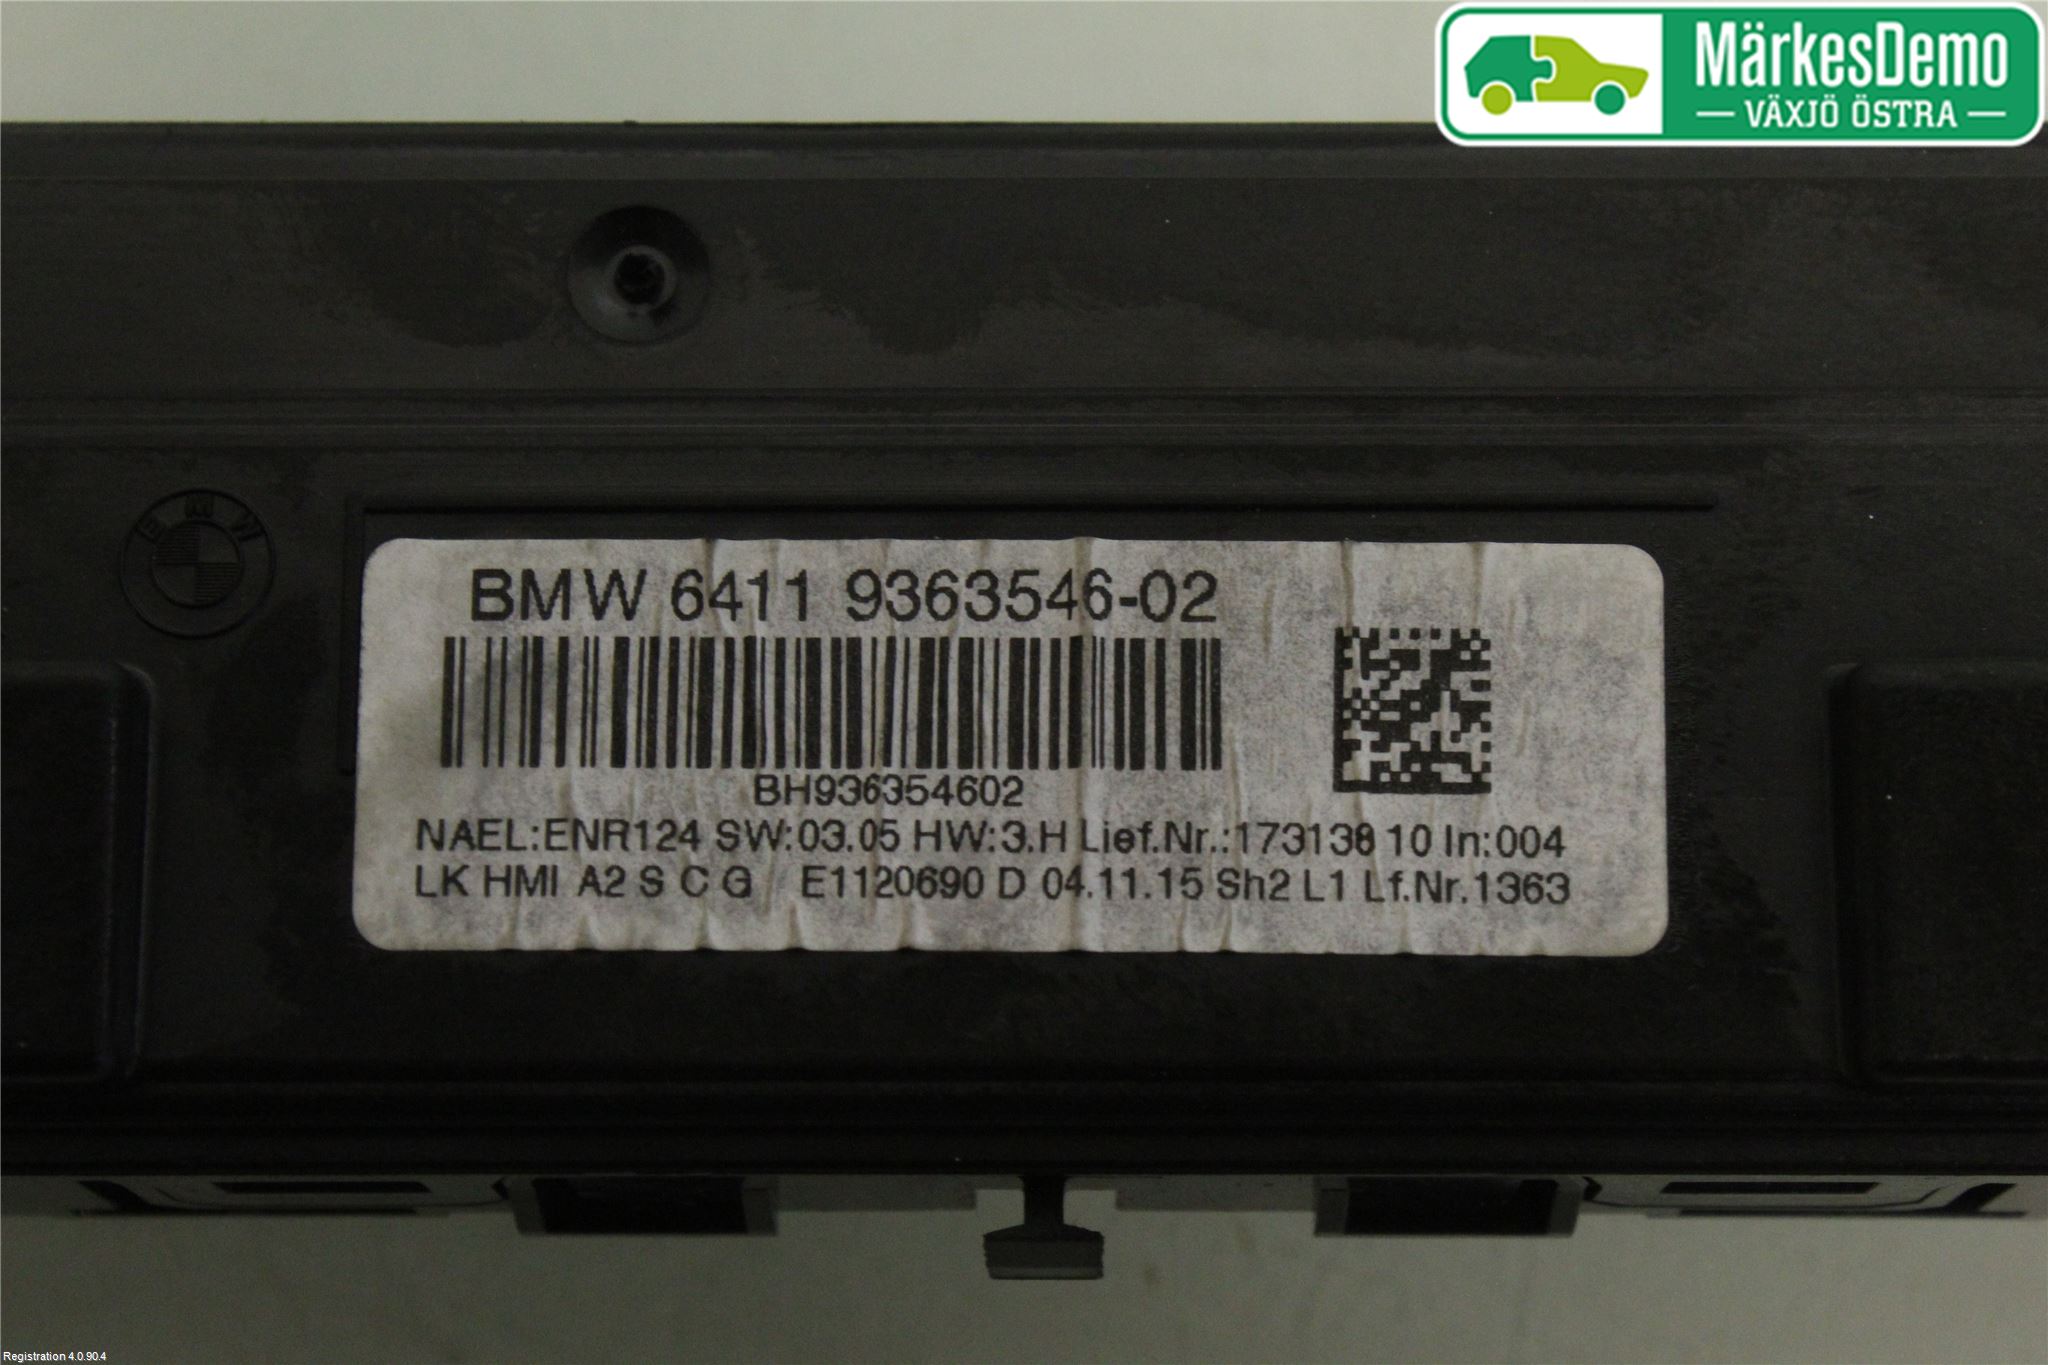 MärkesDemo
VÄXJÖ ÖSTRA
BMW
BMW 6411 9363546-02
BH936354602
NAEL:ENR124 SW:03.05 HW:3.H Lief.Nr.:173138 10 In:004
LK HMI A2 S C G E1120690 D 04.11.15 Sh2 L1 Lf.Nr.1363
Registration 4.0.90.4